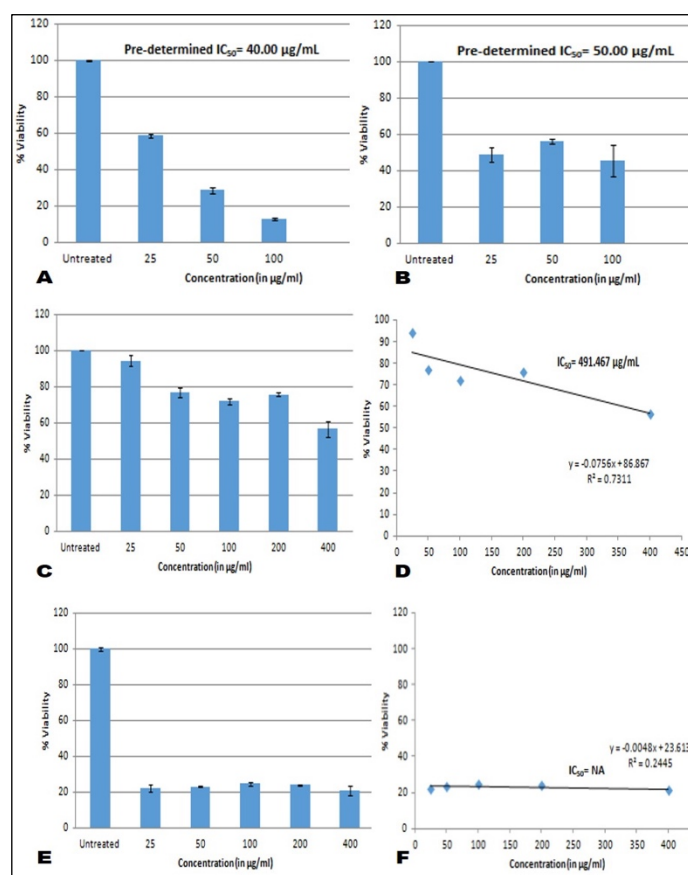 Pre-determined IC50= 40.00 µg/mL
120
100
80
60
40
20
0
% Viability
Untreated 25 50 100
Concentration (in µg/ml)
A
Pre-determined IC50= 50.00 µg/mL
120
100
80
60
40
20
0
% Viability
Untreated 25 50 100
Concentration (in µg/ml)
B
120
100
80
60
40
20
0
% Viability
Untreated 25 50 100 200 400
Concentration (in µg/ml)
C
100
90
80
70
60
50
40
30
20
10
0
% Viability
IC50= 491.467 µg/mL
y = -0.0756x + 86.867
R² = 0.7311
0 50 100 150 200 250 300 350 400 450
Concentration (in µg/ml)
D
120
100
80
60
40
20
0
% Viability
Untreated 25 50 100 200 400
Concentration (in µg/ml)
E
120
100
80
60
40
20
0
% Viability
y = -0.0048x + 23.613
R² = 0.2445
IC50= NA
0 50 100 150 200 250 300 350 400 450
Concentration (in µg/ml)
F